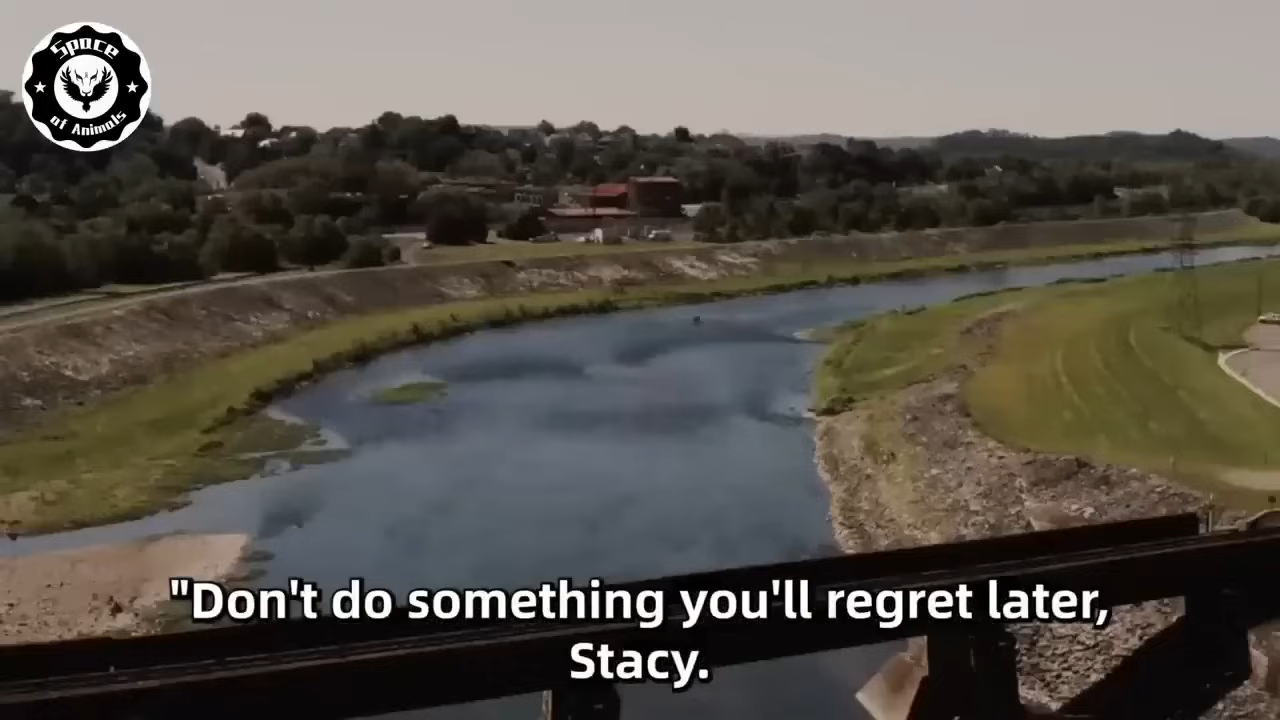 Space
of Animals
"Don't do something you'll regret later,
Stacy.